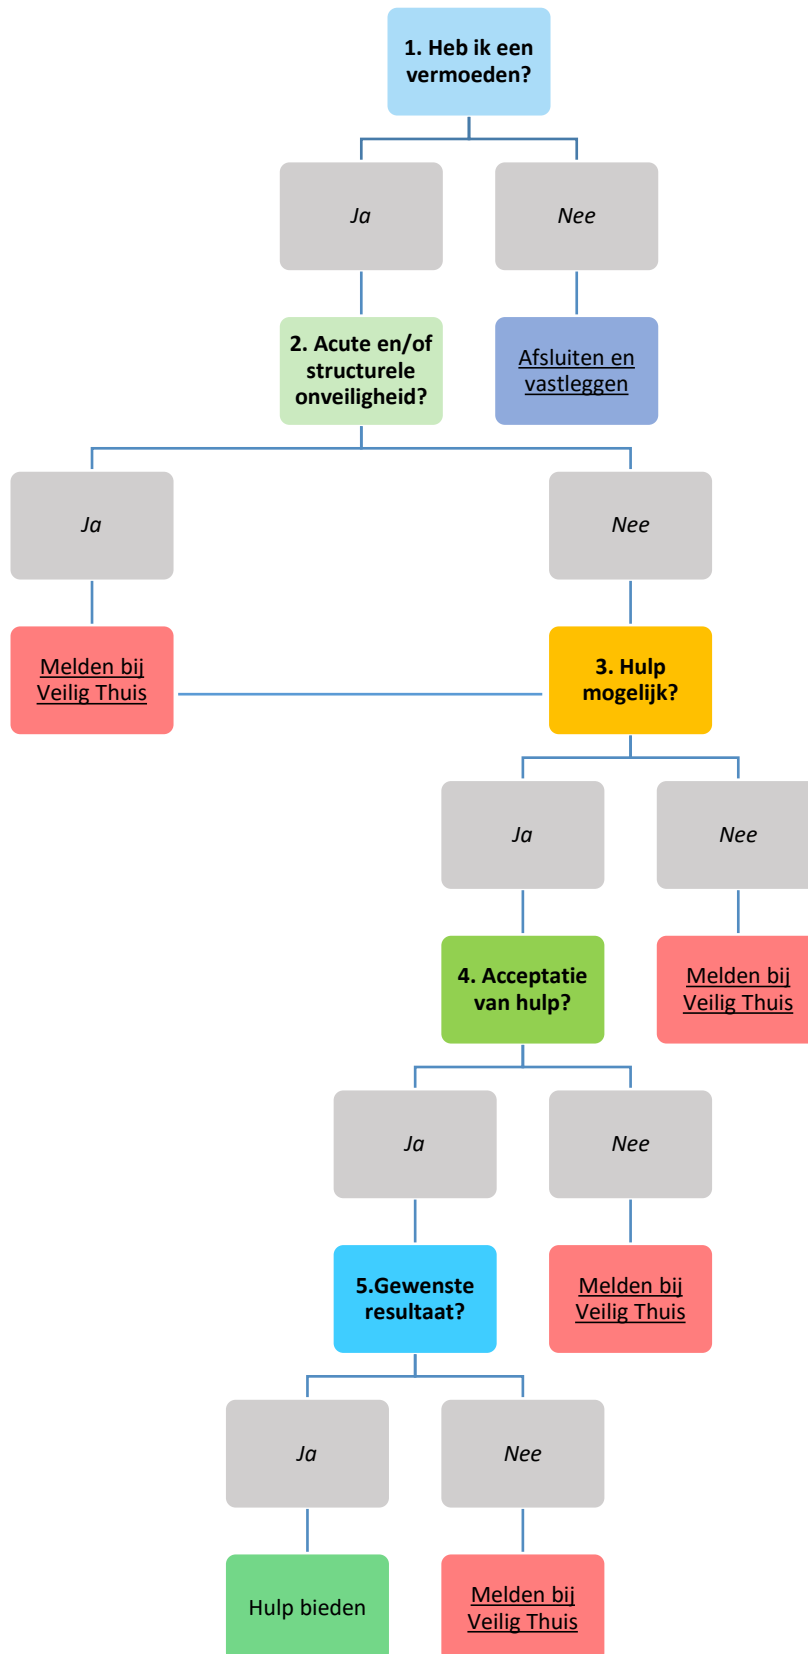 1. Heb ik een
vermoeden?
Ja
Nee
2. Acute en/of
structurele
onveiligheid?
Afsluiten en
vastleggen
Ja
Nee
Melden bij
Veilig Thuis
3. Hulp
mogelijk?
Ja
Nee
4. Acceptatie
van hulp?
Melden bij
Veilig Thuis
Ja
Nee
5.Gewenste
resultaat?
Melden bij
Veilig Thuis
Ja
Nee
Hulp bieden
Melden bij
Veilig Thuis